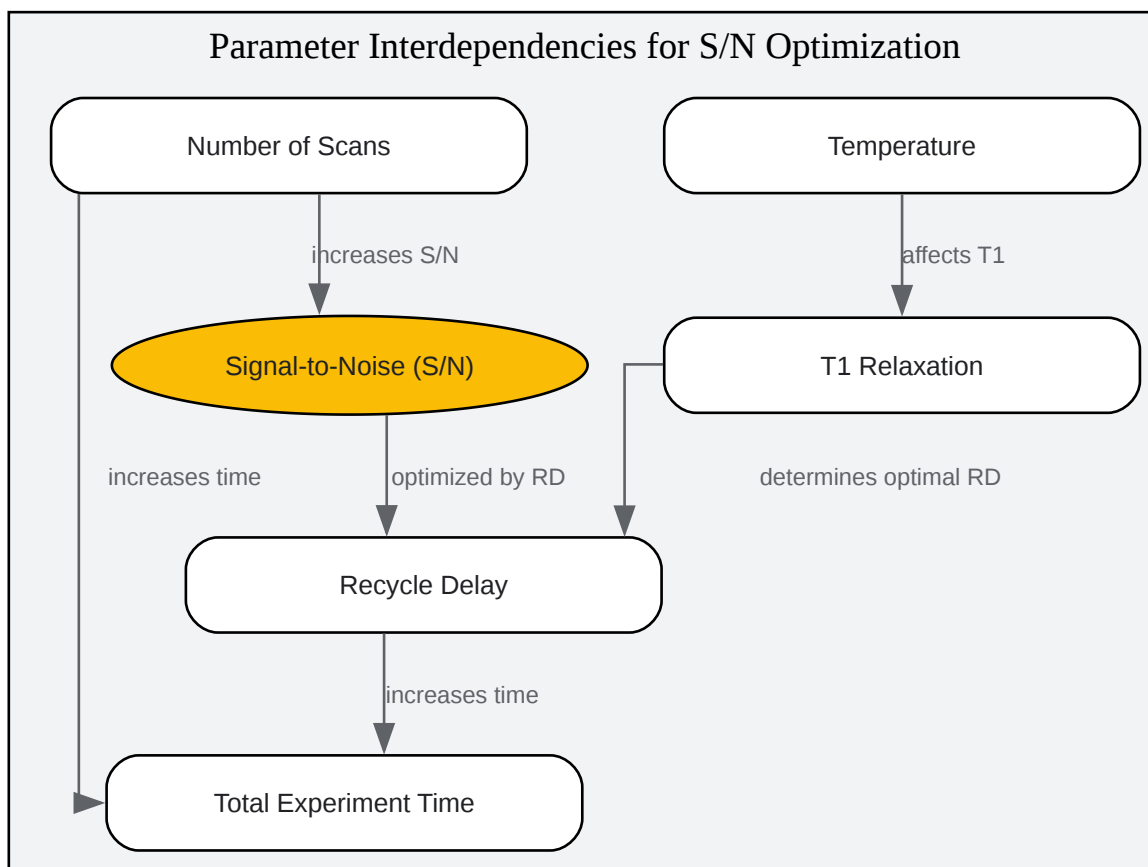 Parameter Interdependencies for S/N Optimization
Number of Scans
Temperature
increases S/N
affects T1
Signal-to-Noise (S/N)
T1 Relaxation
increases time
optimized by RD
determines optimal RD
Recycle Delay
increases time
Total Experiment Time